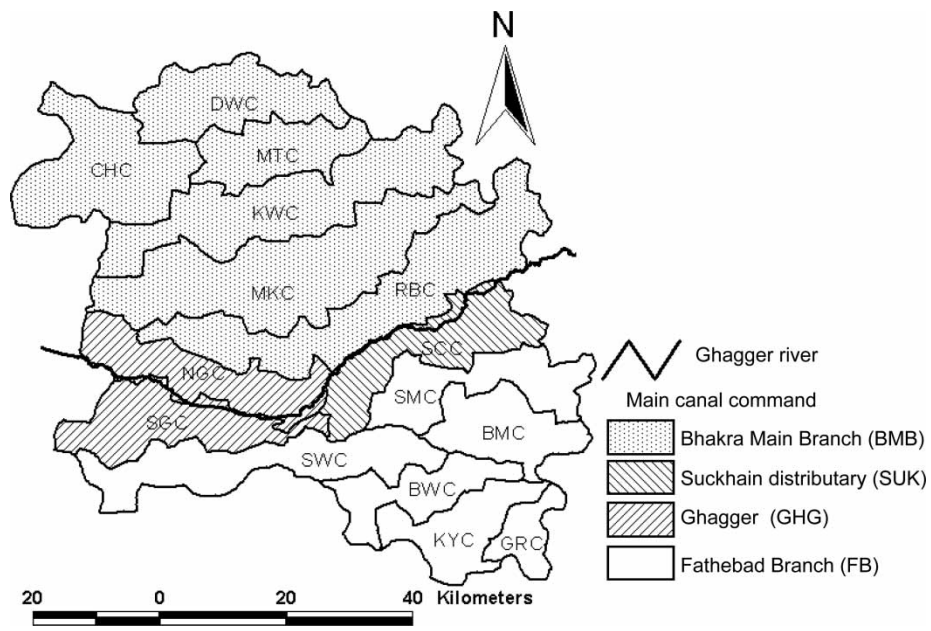 N
DWC
MTC
CHC
KWC
MKC
RBC
SCC
NGC
SMC
SGC
BMC
SWC
BWC
KYC
GRC
Ghagger river
Main canal command
Bhakra Main Branch (BMB)
Suckhain distributary (SUK)
Ghagger (GHG)
Fathebad Branch (FB)
20 0 20 40 Kilometers